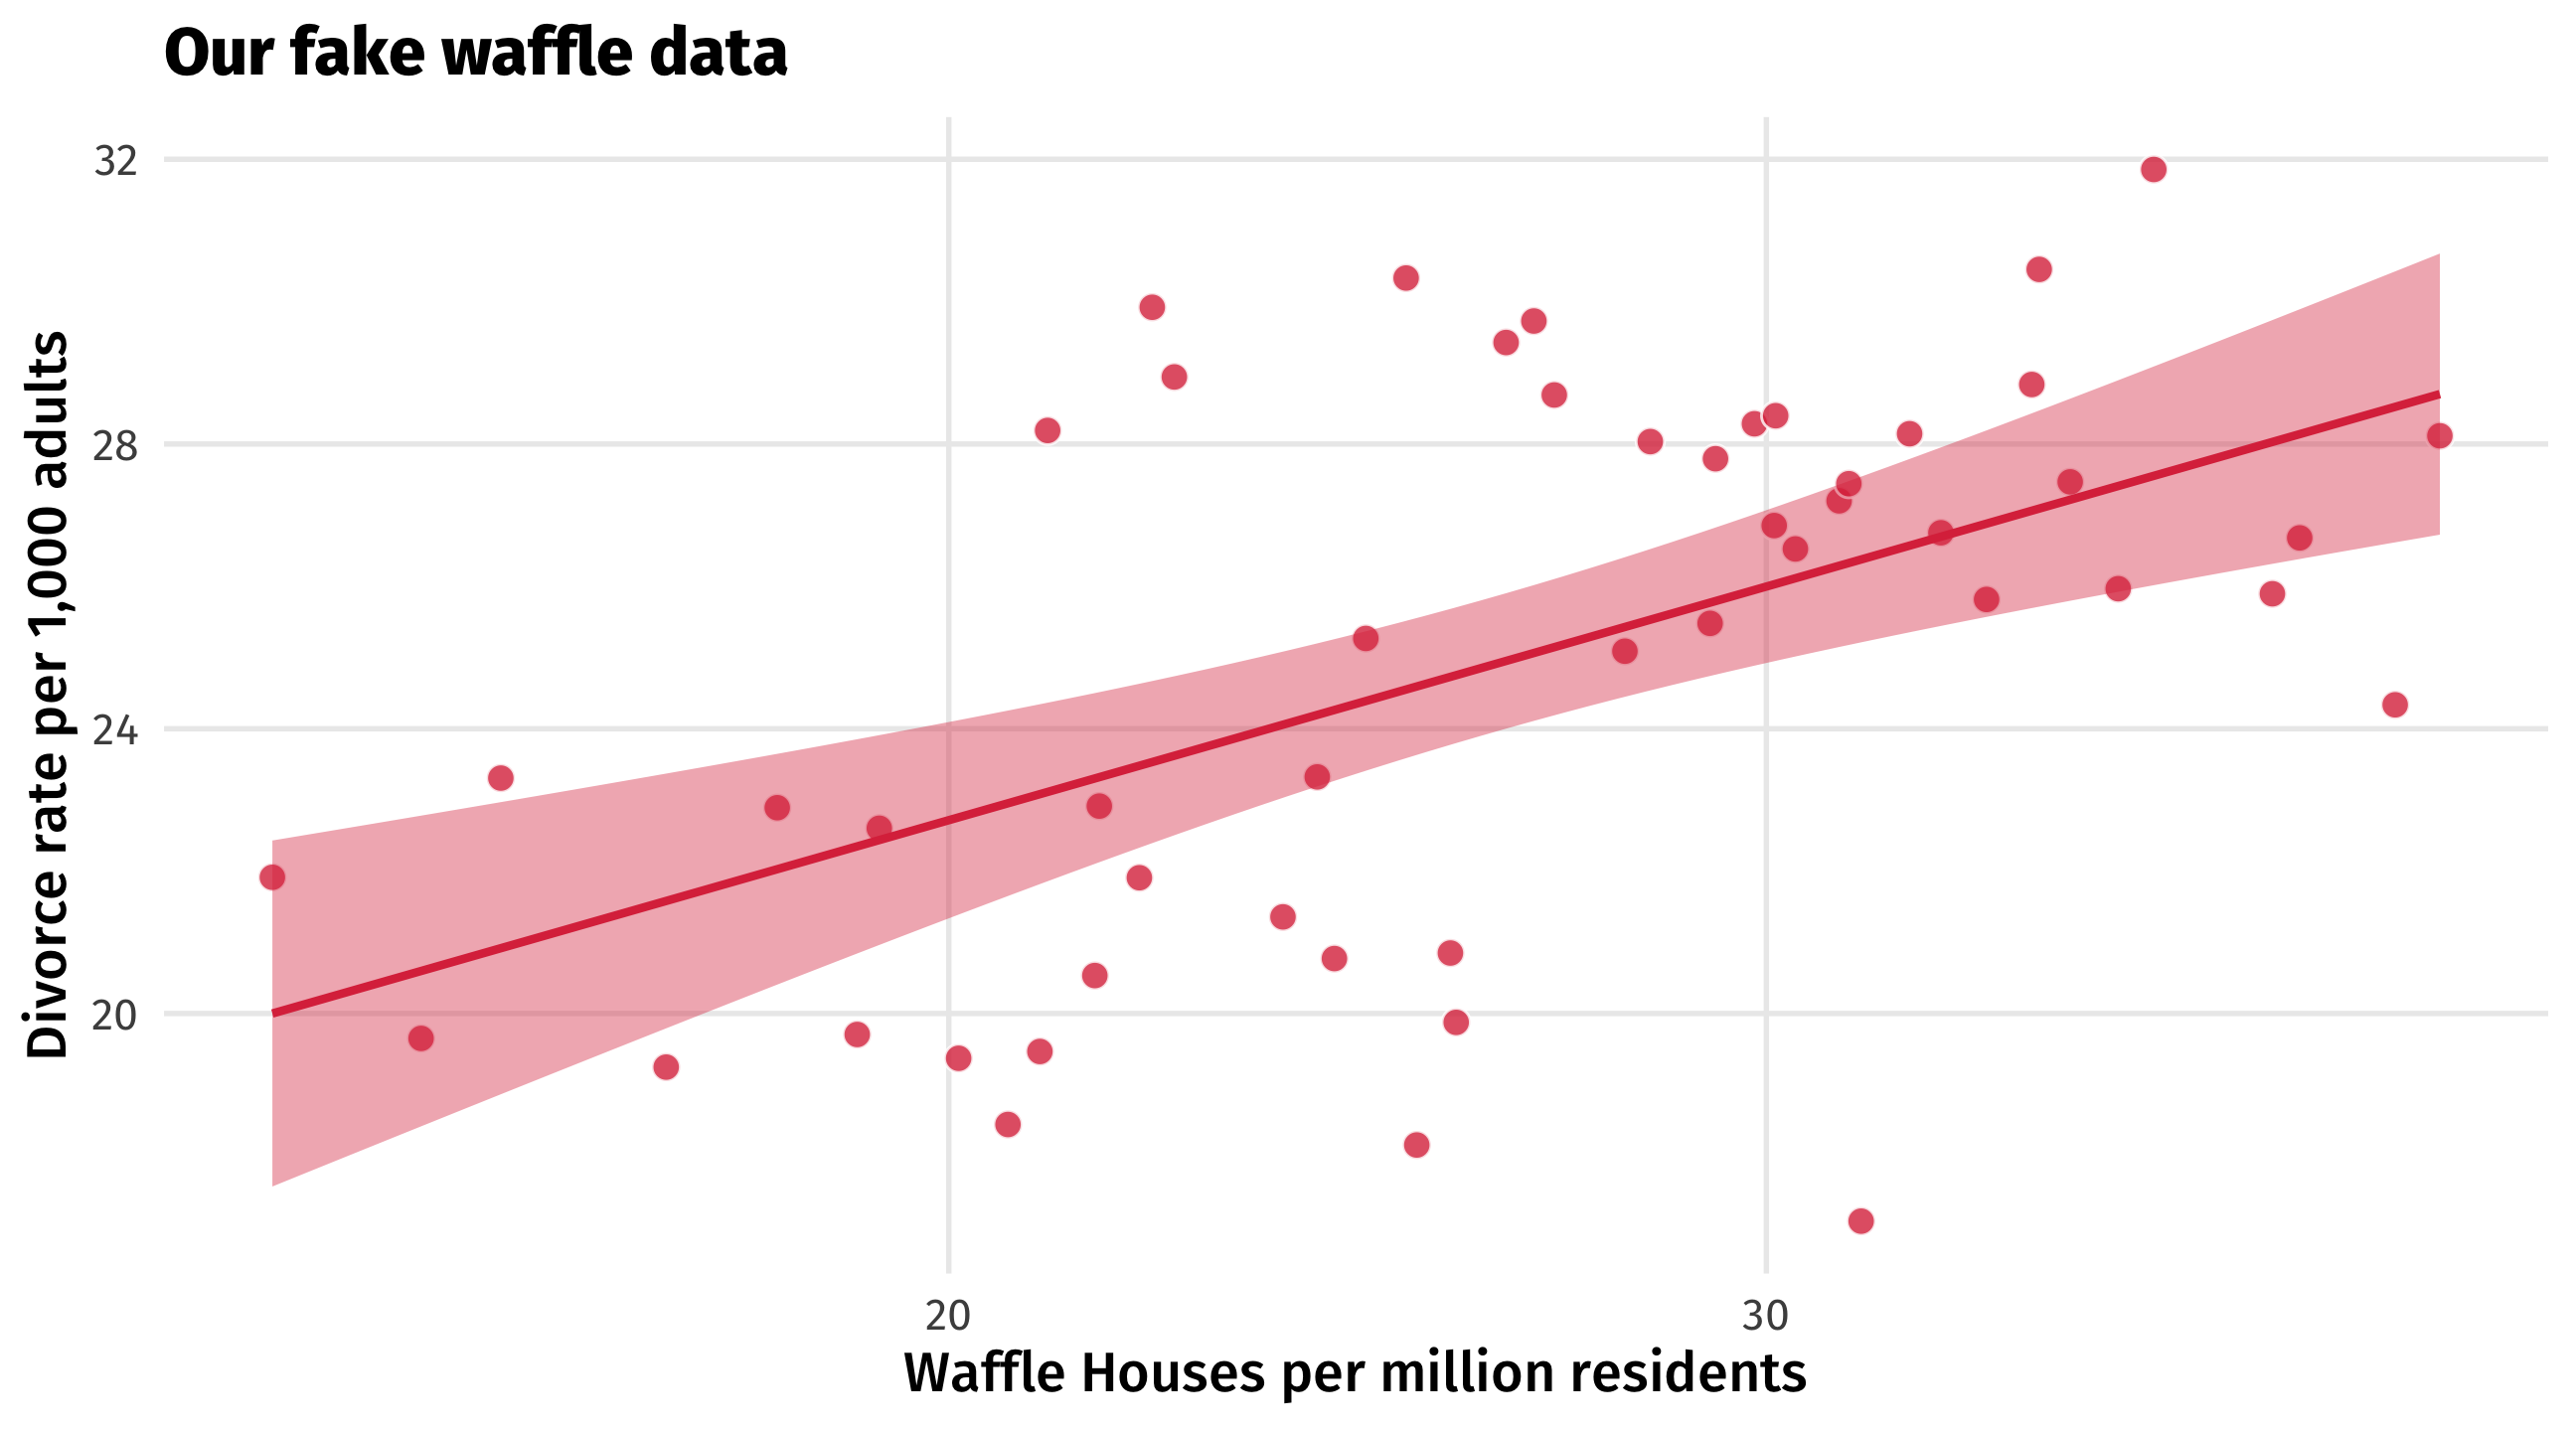 Our fake waffle data
32
28
24
20
Divorce rate per 1,000 adults
20
30
Waffle Houses per million residents